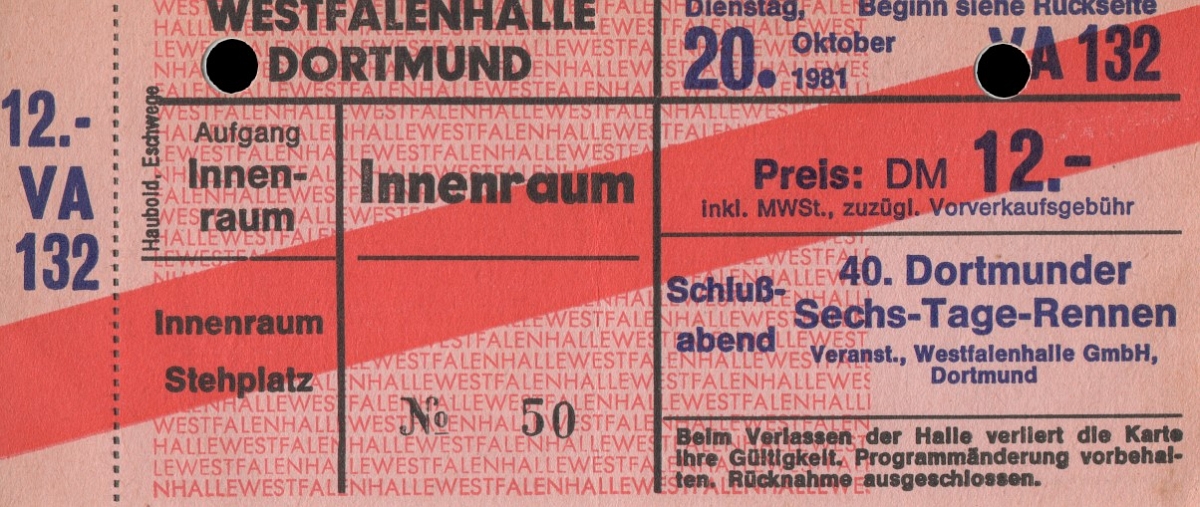 12.-
VA
132
Haubold, Eschwege
WESTFALENHALLE
DORTMUND
Dienstag, Beginn siehe Rückseite
20. Oktober 1981
VA 132
Aufgang
Innen-
raum
Innenraum
Stehplatz
Innenraum
№ 50
Preis: DM 12.-
inkl. MWSt., zuzügl. Vorverkaufsgebühr
Schluß-
abend
40. Dortmunder
Sechs-Tage-Rennen
Veranst., Westfalenhalle GmbH,
Dortmund
Beim Verlassen der Halle verliert die Karte
ihre Gültigkeit. Programmänderung vorbehal-
ten. Rücknahme ausgeschlossen.